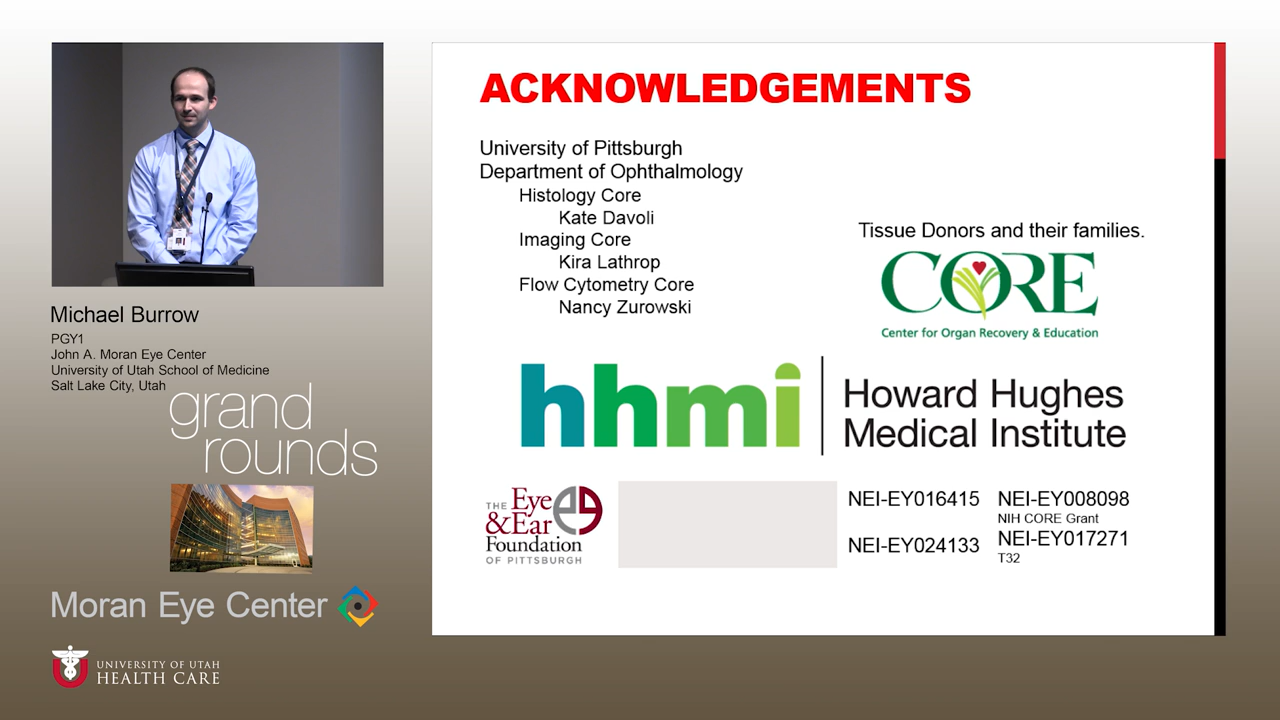 Michael Burrow
PGY1
John A. Moran Eye Center
University of Utah School of Medicine
Salt Lake City, Utah
grand
rounds
Moran Eye Center
UNIVERSITY OF UTAH
HEALTH CARE
ACKNOWLEDGEMENTS
University of Pittsburgh
Department of Ophthalmology
Histology Core
Kate Davoli
Imaging Core
Kira Lathrop
Flow Cytometry Core
Nancy Zurowski
Tissue Donors and their families.
CORE
Center for Organ Recovery & Education
hhmi
Howard Hughes
Medical Institute
THE Eye
& Ear
Foundation
OF PITTSBURGH
NEI-EY016415
NEI-EY024133
NEI-EY008098
NIH CORE Grant
NEI-EY017271
T32